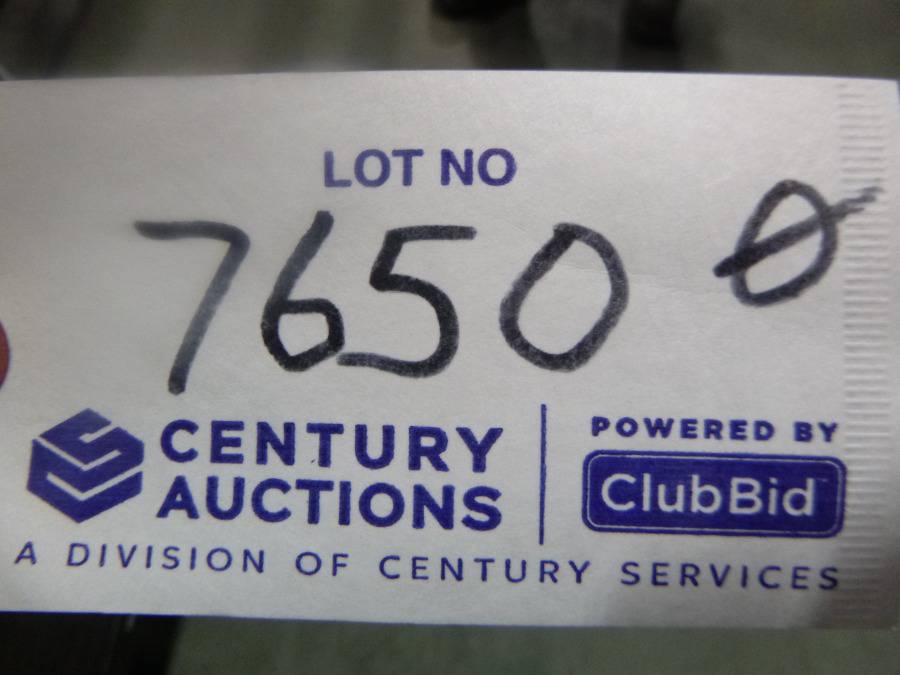 LOT NO
7650 Ø
CENTURY
AUCTIONS
POWERED BY
ClubBid
A DIVISION OF CENTURY SERVICES